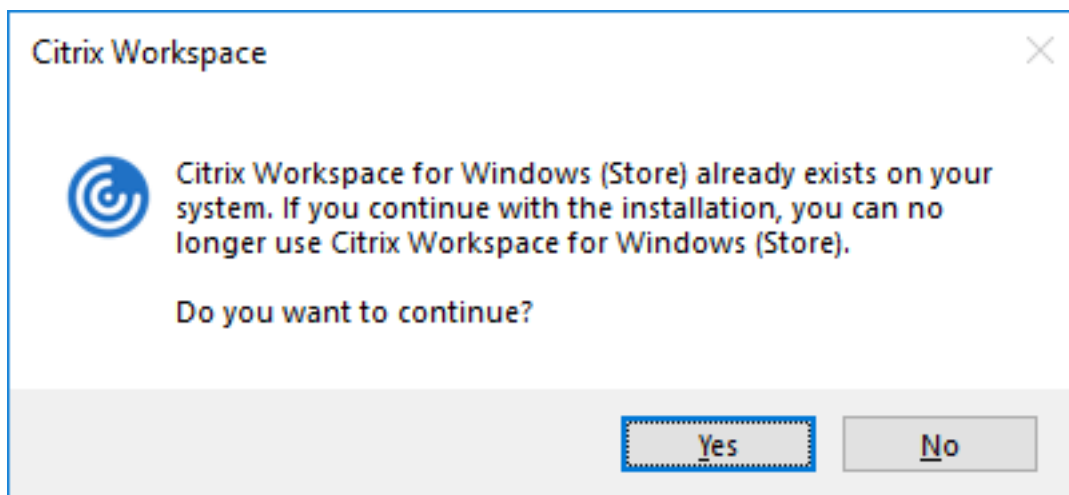 Citrix Workspace
Citrix Workspace for Windows (Store) already exists on your
system. If you continue with the installation, you can no
longer use Citrix Workspace for Windows (Store).
Do you want to continue?
Yes
No